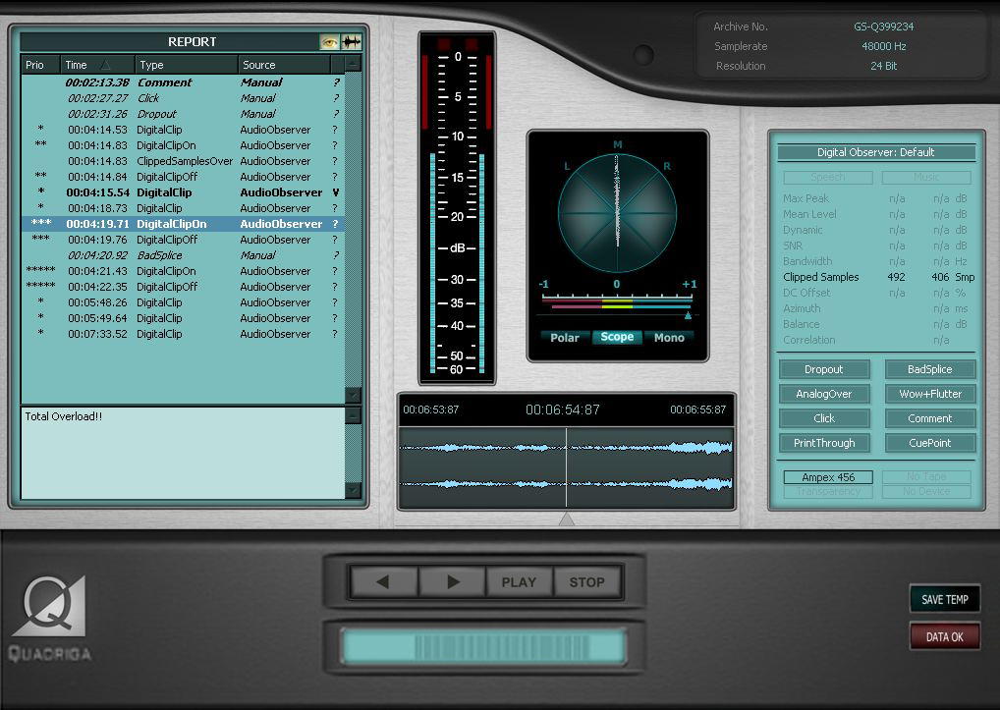 REPORT
Prio Time Type Source
00:02:13.38 Comment Manual ?
00:02:27.27 Click Manual ?
00:02:31.26 Dropout Manual ?
* 00:04:14.53 DigitalClip AudioObserver ?
** 00:04:14.83 DigitalClipOn AudioObserver ?
00:04:14.83 ClippedSamplesOver AudioObserver ?
** 00:04:14.84 DigitalClipOff AudioObserver ?
* 00:04:15.54 DigitalClip AudioObserver V
* 00:04:18.73 DigitalClip AudioObserver ?
*** 00:04:19.71 DigitalClipOn AudioObserver ?
*** 00:04:19.76 DigitalClipOff AudioObserver ?
00:04:20.92 BadSplice Manual ?
***** 00:04:21.43 DigitalClipOn AudioObserver ?
***** 00:04:22.35 DigitalClipOff AudioObserver ?
* 00:05:48.26 DigitalClip AudioObserver ?
* 00:05:49.64 DigitalClip AudioObserver ?
* 00:07:33.52 DigitalClip AudioObserver ?
Total Overload!!
0
5
10
15
20
dB
30
35
40
50
60
M
L R
-1 0 +1
Polar Scope Mono
00:06:53:87 00:06:54:87 00:06:55:87
Archive No. GS-Q399234
Samplerate 48000 Hz
Resolution 24 Bit
Digital Observer: Default
Speech Music
Max Peak n/a n/a dB
Mean Level n/a n/a dB
Dynamic n/a n/a dB
SNR n/a n/a dB
Bandwidth n/a n/a Hz
Clipped Samples 492 406 Smp
DC Offset n/a n/a %
Azimuth n/a ms
Balance n/a dB
Correlation n/a
Dropout BadSplice
AnalogOver Wow+Flutter
Click Comment
PrintThrough CuePoint
Ampex 456 No Tape
Transparency No Device
PLAY STOP
QUADRIGA
SAVE TEMP
DATA OK